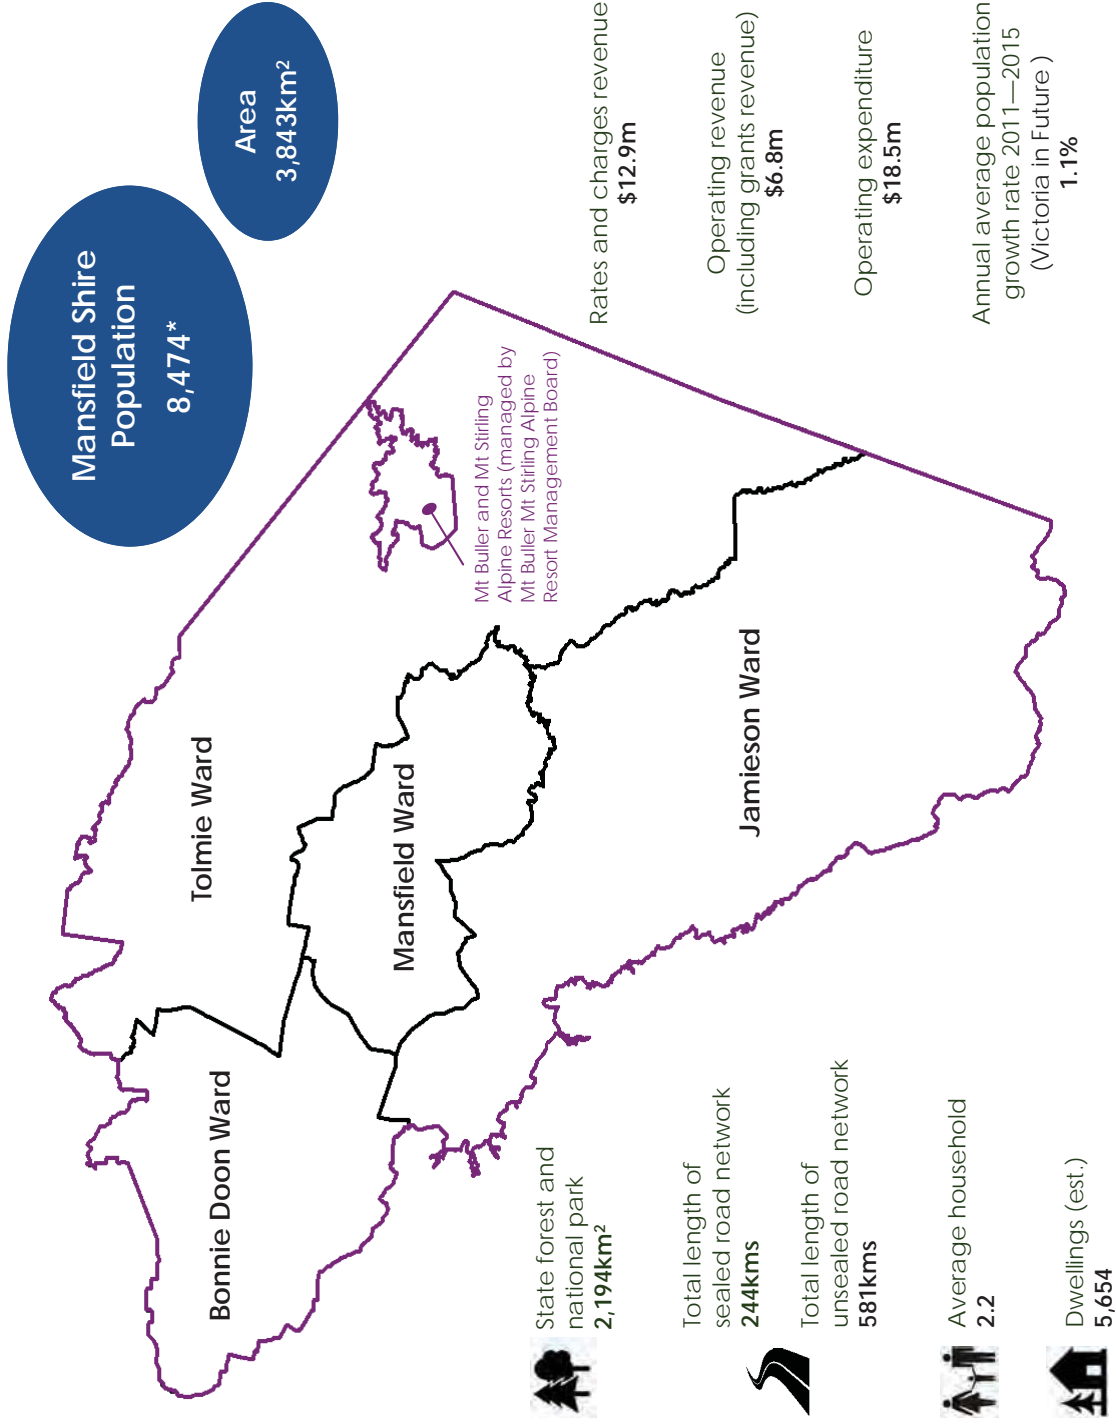 Mansfield Shire
Population
8,474*
Area
3,843km²
Tolmie Ward
Bonnie Doon Ward
Mansfield Ward
Jamieson Ward
Mt Buller and Mt Stirling
Alpine Resorts (managed by
Mt Buller Mt Stirling Alpine
Resort Management Board)
State forest and
national park
2,194km²
Total length of
sealed road network
244kms
Total length of
unsealed road network
581kms
Average household
2.2
Dwellings (est.)
5,654
Rates and charges revenue
$12.9m
Operating revenue
(including grants revenue)
$6.8m
Operating expenditure
$18.5m
Annual average population
growth rate 2011—2015
(Victoria in Future )
1.1%